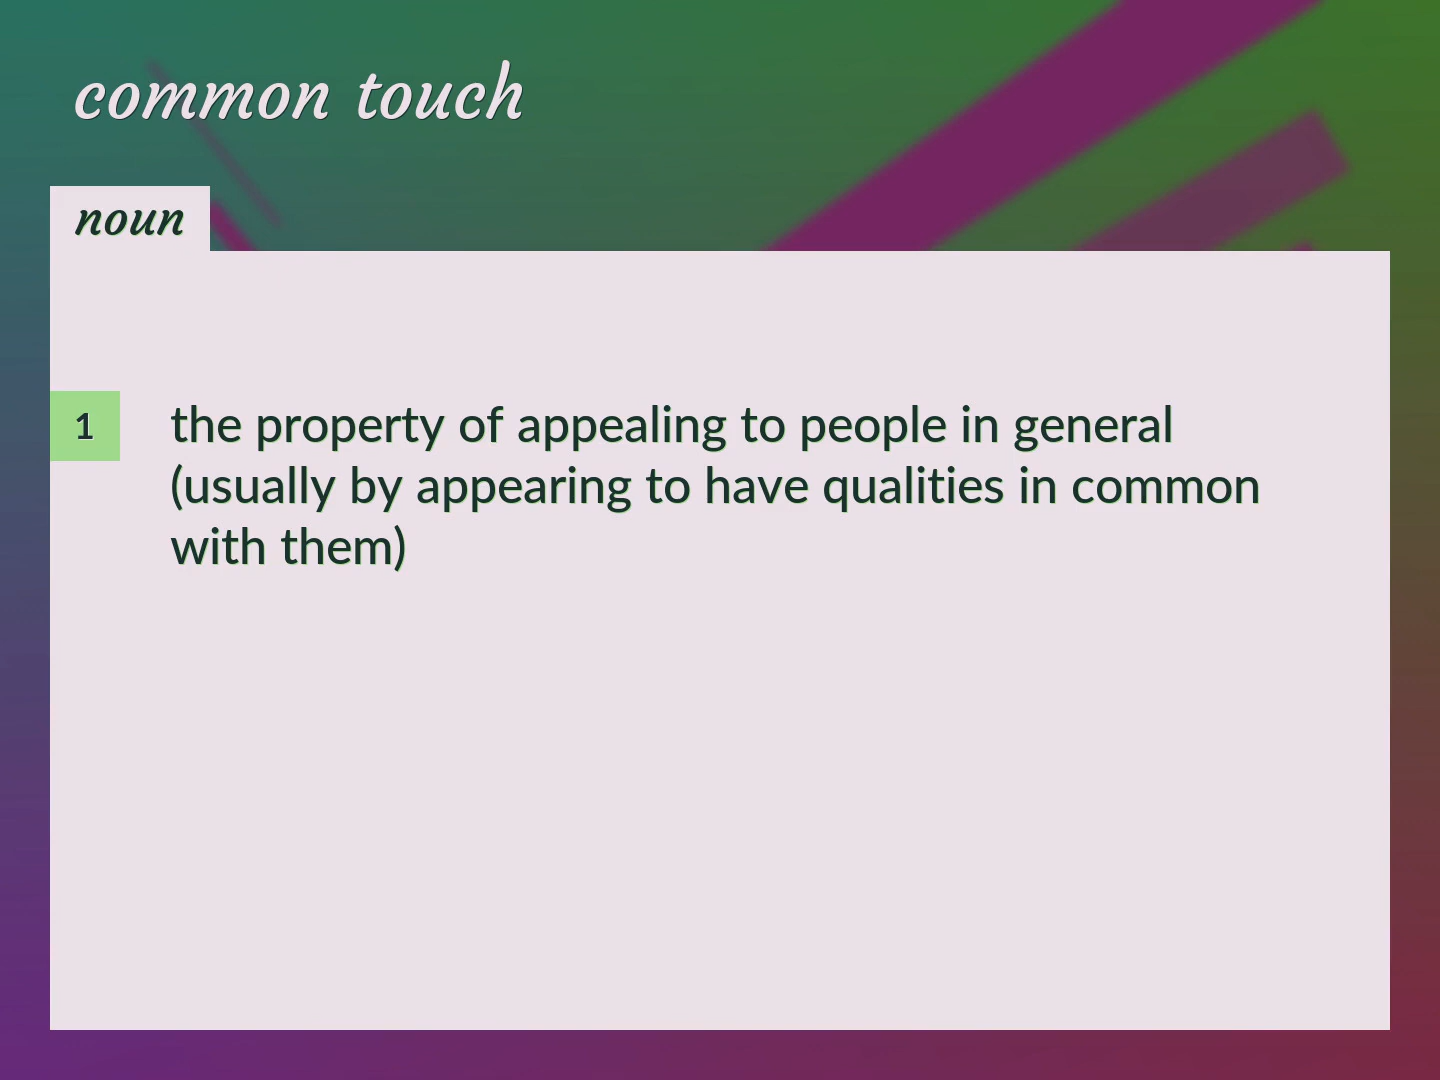 common touch
noun
1
the property of appealing to people in general
(usually by appearing to have qualities in common
with them)